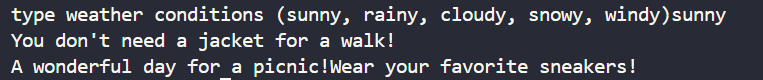 type weather conditions (sunny, rainy, cloudy, snowy, windy)sunny
You don't need a jacket for a walk!
A wonderful day for a picnic!Wear your favorite sneakers!